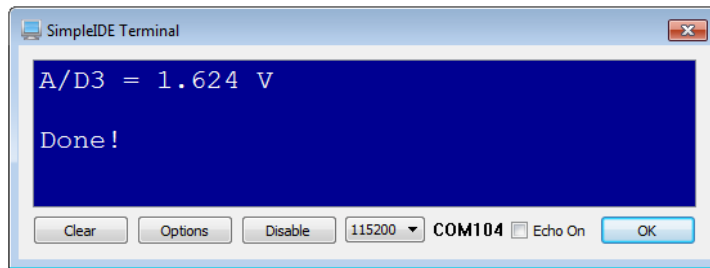 SimpleIDE Terminal
A/D3 = 1.624 V
Done!
Clear Options Disable 115200 COM104 Echo On OK